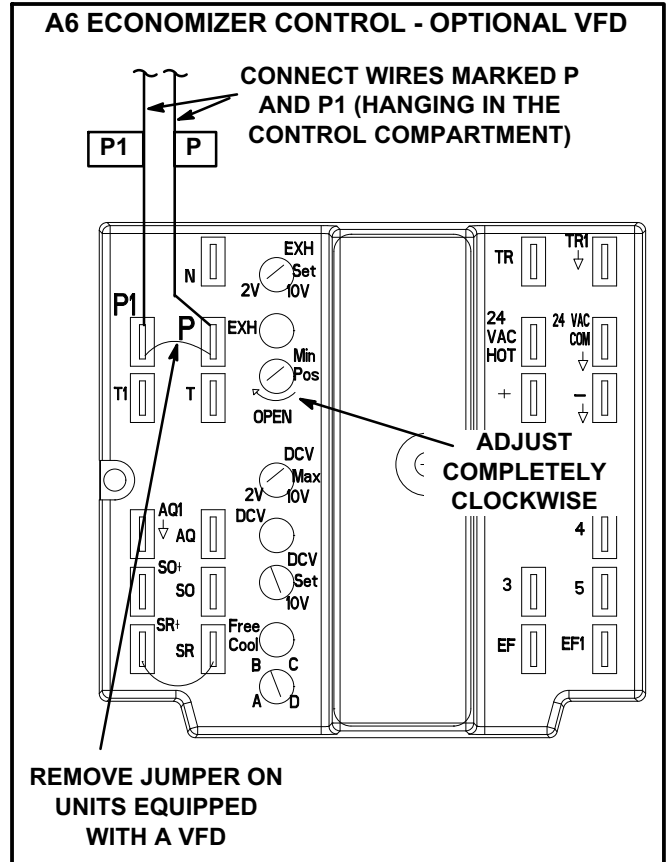 A6 ECONOMIZER CONTROL - OPTIONAL VFD
CONNECT WIRES MARKED P
AND P1 (HANGING IN THE
CONTROL COMPARTMENT)
P1
P
N
EXH
Set
2V
10V
TR
TR1
P1
P
EXH
24
VAC
HOT
24 VAC
COM
Min
Pos
T1
T
OPEN
+
−
ADJUST
COMPLETELY
CLOCKWISE
DCV
Max
2V
10V
AQ1
AQ
DCV
4
SO+
SO
DCV
Set
10V
3
5
SR+
SR
Free
Cool
B
C
A
D
EF
EF1
REMOVE JUMPER ON
UNITS EQUIPPED
WITH A VFD